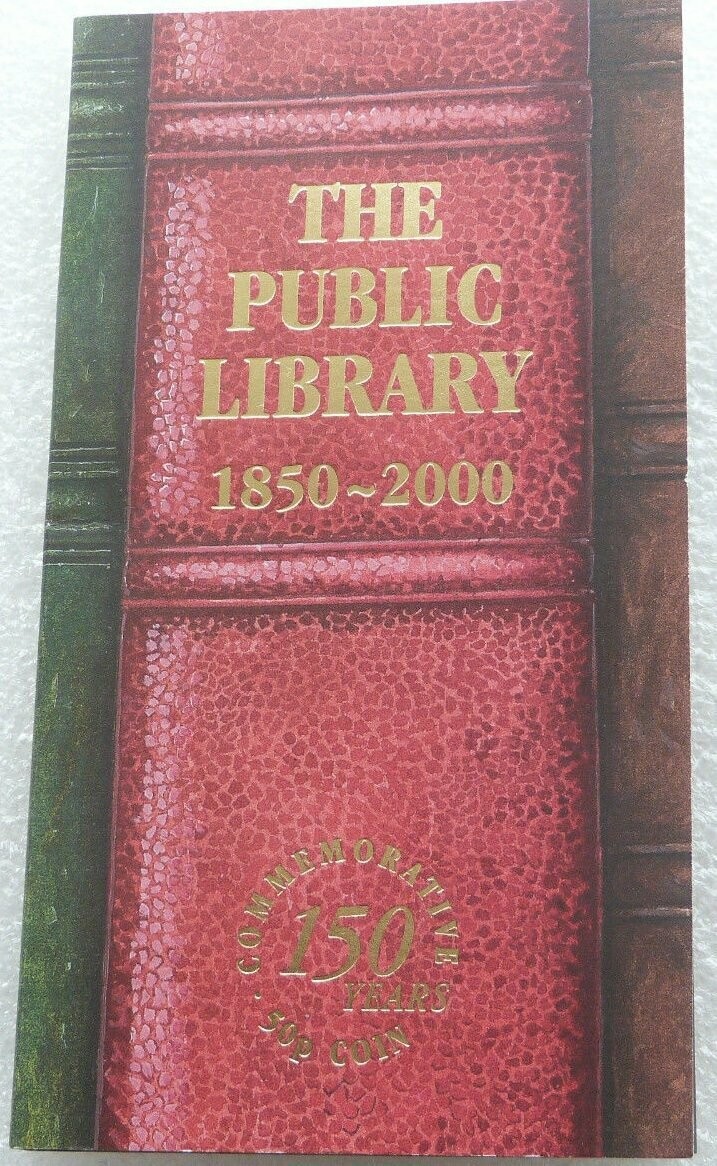 THE
PUBLIC
LIBRARY
1850~2000
COMMEMORATIVE
150
YEARS
· 50P COIN